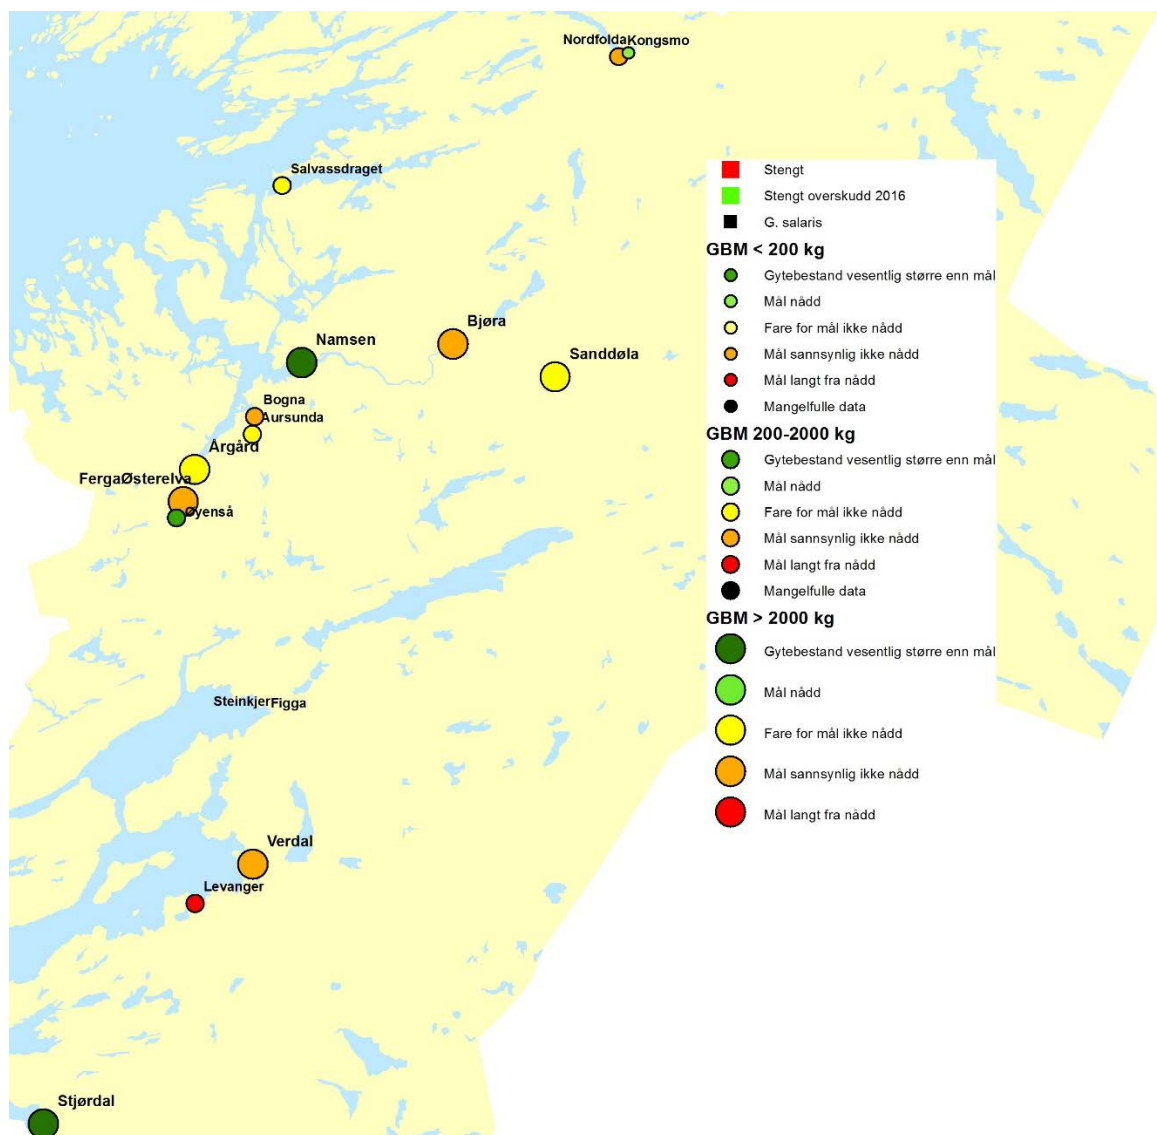 NordfoldaKongsmo
Salvassdraget
Stengt
Stengt overskudd 2016
G. salaris
GBM < 200 kg
Gytebestand vesentlig større enn mål
Mål nådd
Fare for mål ikke nådd
Mål sannsynlig ikke nådd
Mål langt fra nådd
Mangelfulle data
GBM 200-2000 kg
Gytebestand vesentlig større enn mål
Mål nådd
Fare for mål ikke nådd
Mål sannsynlig ikke nådd
Mål langt fra nådd
Mangelfulle data
GBM > 2000 kg
Gytebestand vesentlig større enn mål
Mål nådd
Fare for mål ikke nådd
Mål sannsynlig ikke nådd
Mål langt fra nådd
Bjøra
Namsen
Sanddøla
Bogna
Aursunda
Årgård
FergaØsterelva
Øyenså
Steinkjer
Figga
Verdal
Levanger
Stjørdal